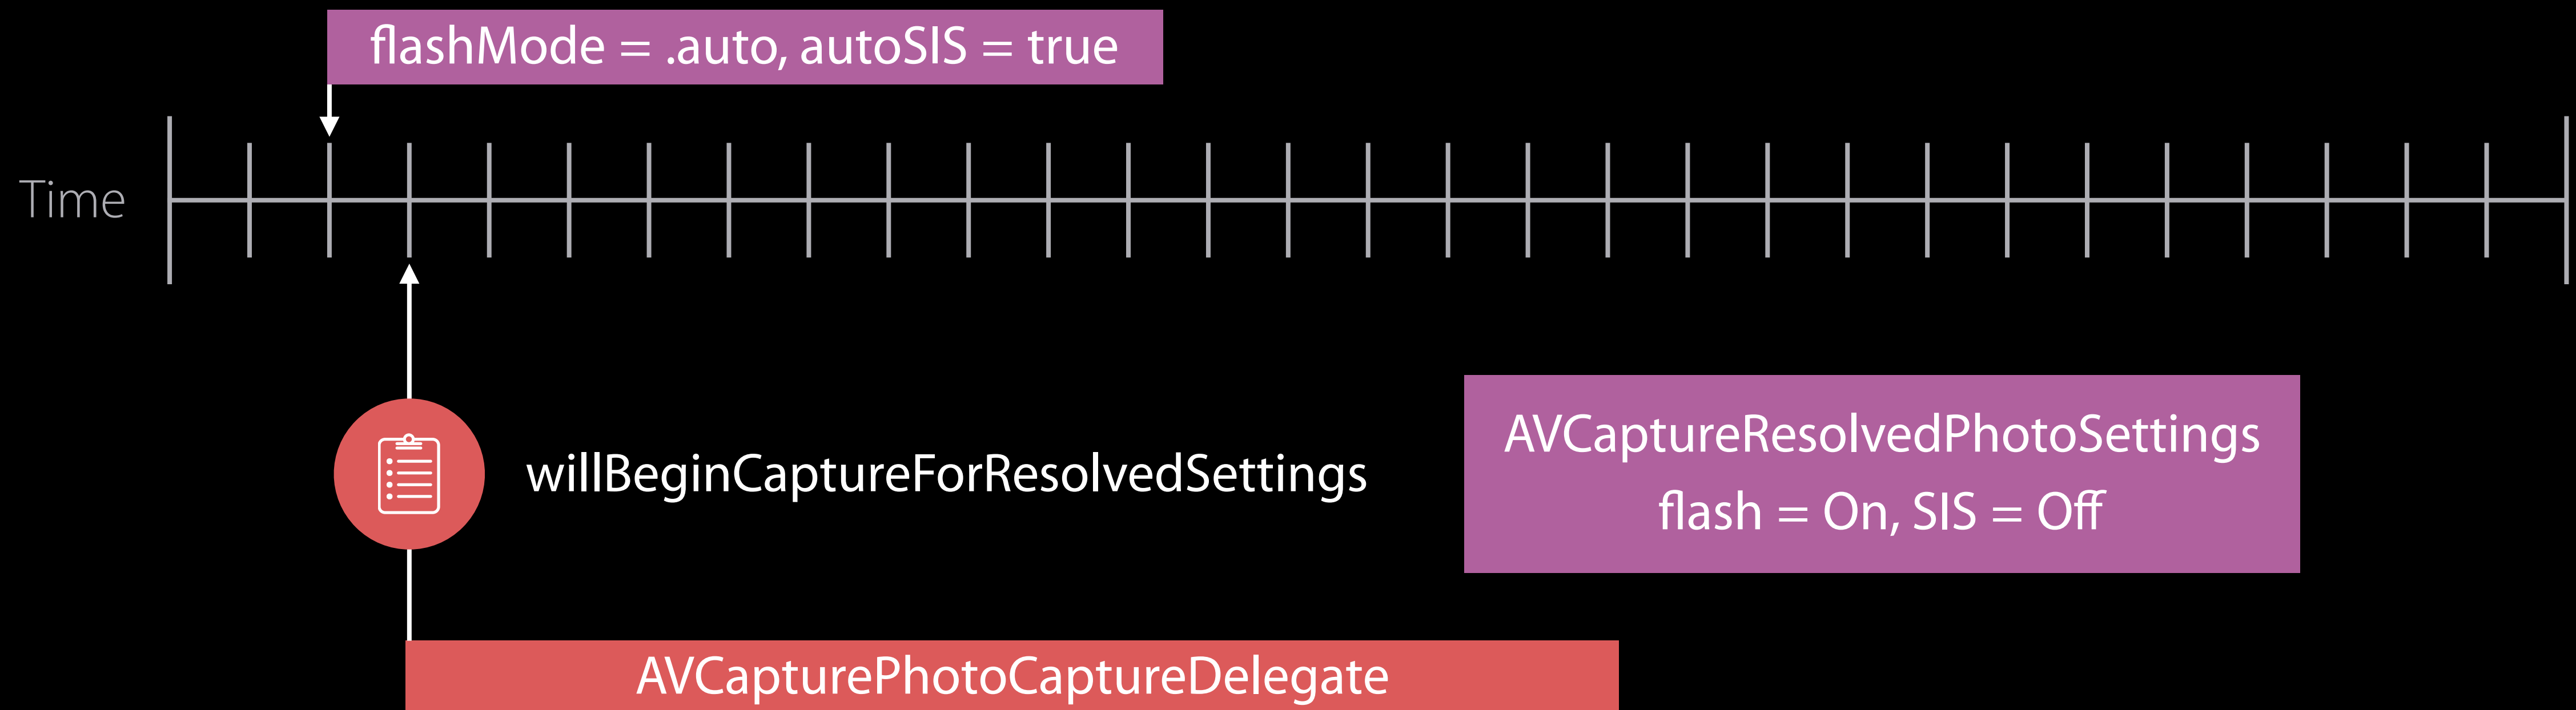 flashMode = .auto, autoSIS = true
Time
willBeginCaptureForResolvedSettings
AVCaptureResolvedPhotoSettings
flash = On, SIS = Off
AVCapturePhotoCaptureDelegate